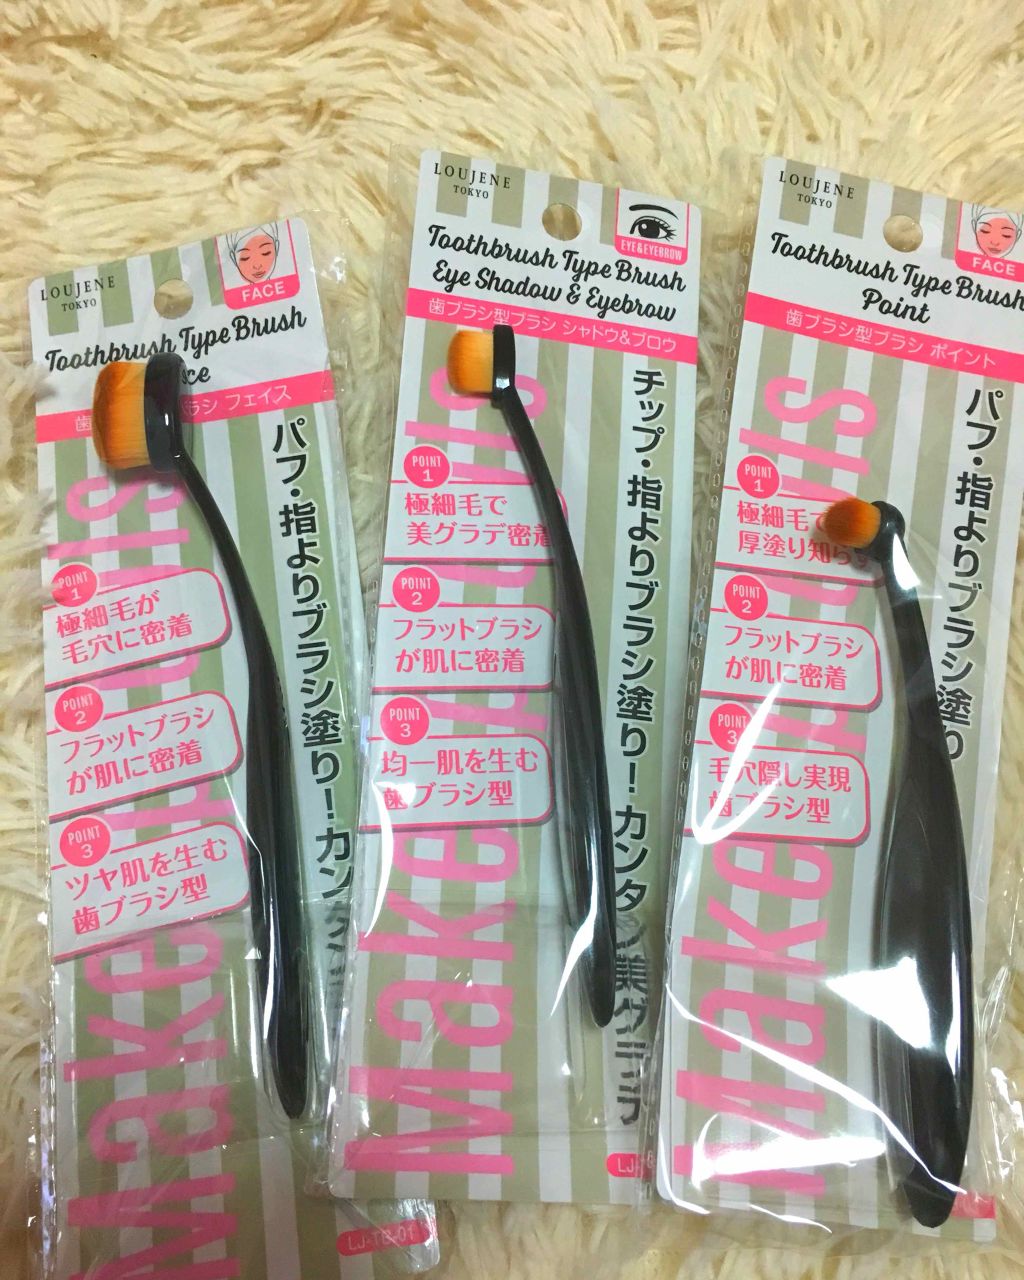 LOUJENE
TOKYO
FACE
Toothbrush Type Brush
歯
ラシ フェイス
パフ・指よりブラシ塗り!カンタ
POINT
1
極細毛が
毛穴に密着
POINT
2
フラットブラシ
が肌に密着
POINT
3
ツヤ肌を生む
歯ブラシ型
Make
LJ-TB-01
LOUJENE
TOKYO
EYE&EYEBROW
Toothbrush Type Brush
Eye Shadow & Eyebrow
歯ブラシ型ブラシ シャドウ&ブロウ
チップ・指よりブラシ塗り!カンタン美グラデ
POINT
1
極細毛で
美グラデ密着
POINT
2
フラットブラシ
が肌に密着
POINT
3
均一肌を生む
歯ブラシ型
Make
LJ-
LOUJENE
TOKYO
FACE
Toothbrush Type Brush
Point
歯ブラシ型ブラシ ポイント
パフ・指よりブラシ塗り
POINT
1
極細毛で
厚塗り知らず
POINT
2
フラットブラシ
が肌に密着
POINT
3
毛穴隠し実現
歯ブラシ型
Make